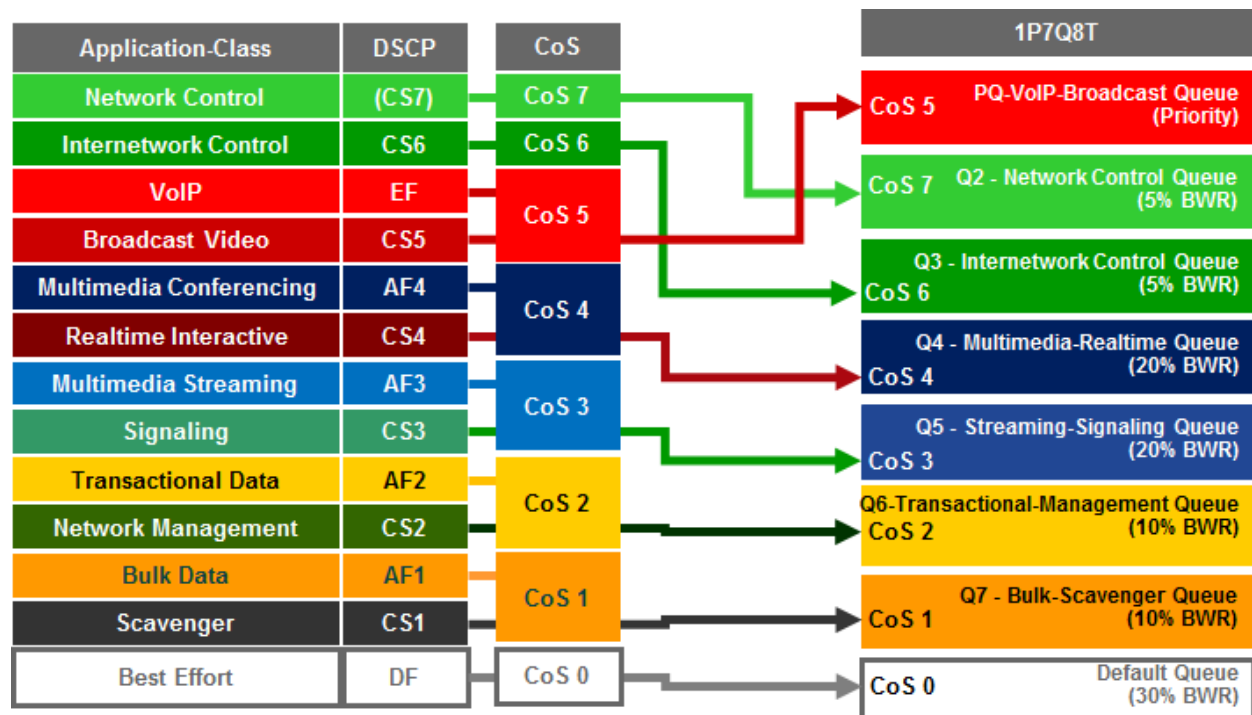 Application-Class DSCP CoS 1P7Q8T
Network Control (CS7) CoS 7
Internetwork Control CS6 CoS 6
VoIP EF
CoS 5
Broadcast Video CS5
Multimedia Conferencing AF4
CoS 4
Realtime Interactive CS4
Multimedia Streaming AF3
CoS 3
Signaling CS3
Transactional Data AF2
CoS 2
Network Management CS2
Bulk Data AF1
CoS 1
Scavenger CS1
Best Effort DF CoS 0
PQ-VoIP-Broadcast Queue
CoS 5 (Priority)
CoS 7 Q2 - Network Control Queue
(5% BWR)
Q3 - Internetwork Control Queue
CoS 6 (5% BWR)
Q4 - Multimedia-Realtime Queue
(20% BWR)
CoS 4
Q5 - Streaming-Signaling Queue
(20% BWR)
CoS 3
Q6-Transactional-Management Queue
CoS 2 (10% BWR)
Q7 - Bulk-Scavenger Queue
CoS 1 (10% BWR)
Default Queue
CoS 0 (30% BWR)